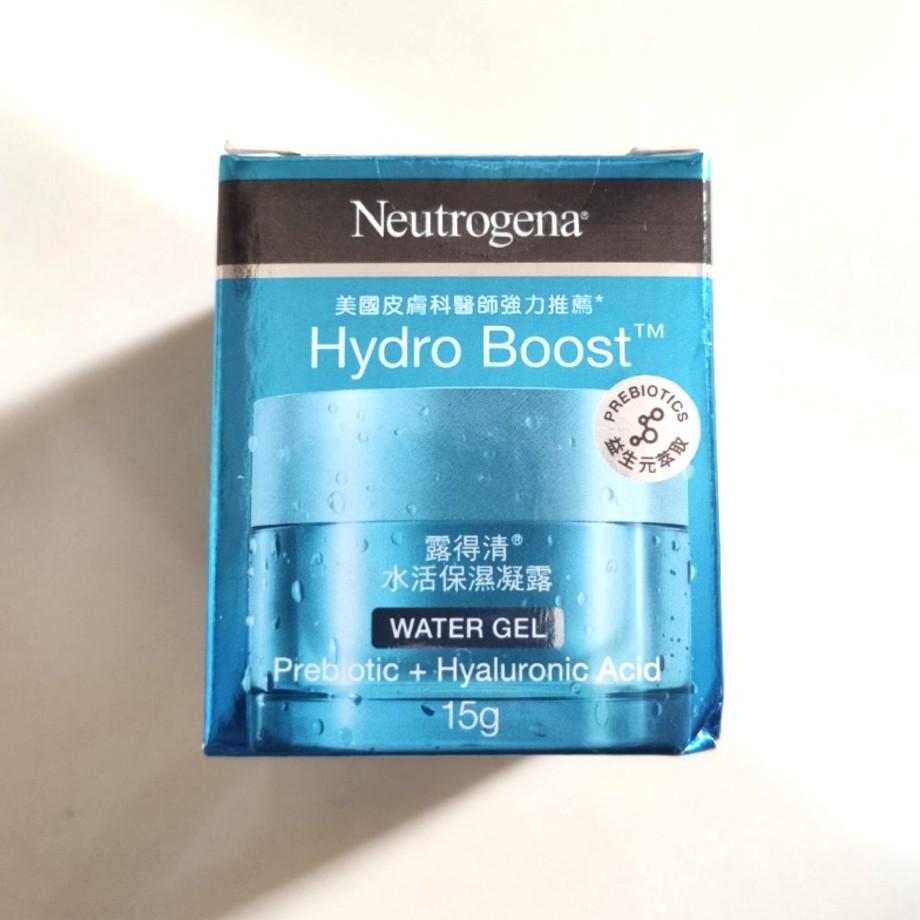 Neutrogena®
美國皮膚科醫師強力推薦*
Hydro Boost™
PREBIOTICS
益生元萃取
露得清®
水活保濕凝露
WATER GEL
Prebiotic + Hyaluronic Acid
15g